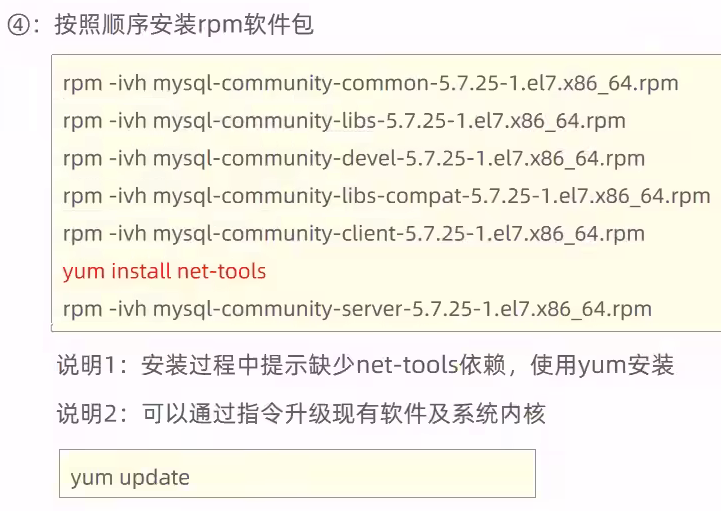 ④：按照顺序安装rpm软件包
rpm -ivh mysql-community-common-5.7.25-1.el7.x86_64.rpm
rpm -ivh mysql-community-libs-5.7.25-1.el7.x86_64.rpm
rpm -ivh mysql-community-devel-5.7.25-1.el7.x86_64.rpm
rpm -ivh mysql-community-libs-compat-5.7.25-1.el7.x86_64.rpm
rpm -ivh mysql-community-client-5.7.25-1.el7.x86_64.rpm
yum install net-tools
rpm -ivh mysql-community-server-5.7.25-1.el7.x86_64.rpm
说明1：安装过程中提示缺少net-tools依赖，使用yum安装
说明2：可以通过指令升级现有软件及系统内核
yum update